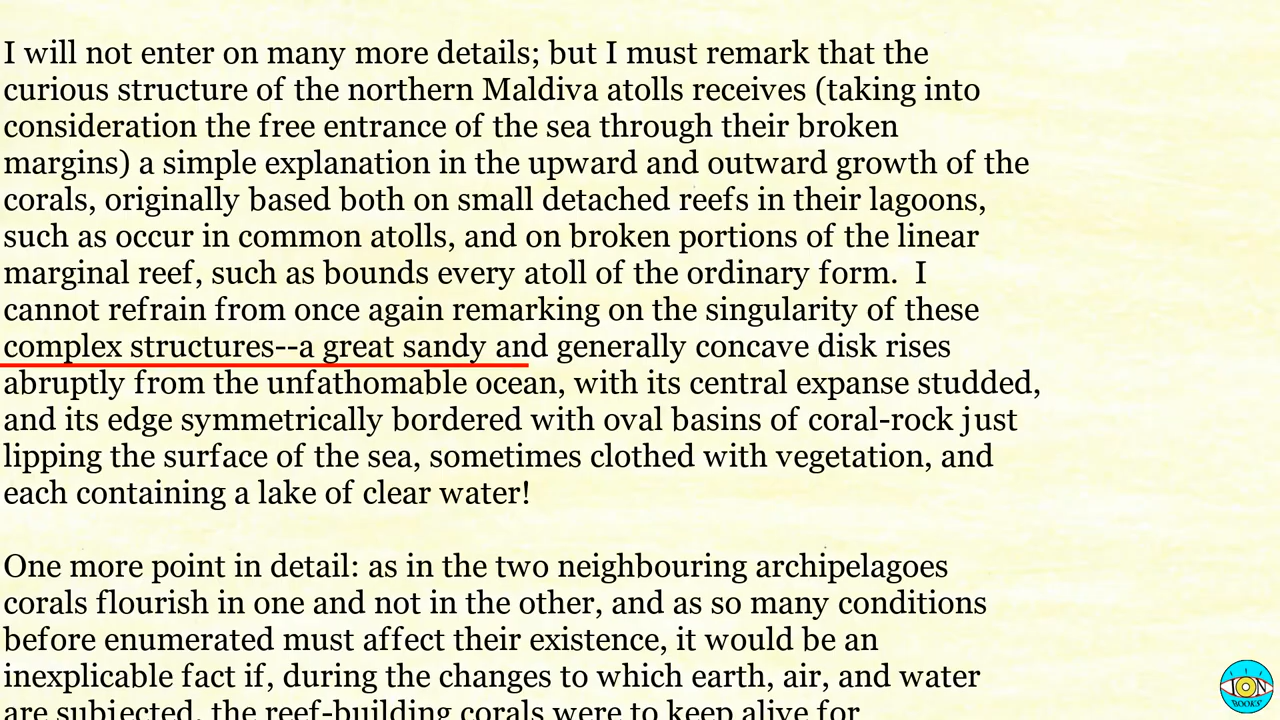 I will not enter on many more details; but I must remark that the
curious structure of the northern Maldiva atolls receives (taking into
consideration the free entrance of the sea through their broken
margins) a simple explanation in the upward and outward growth of the
corals, originally based both on small detached reefs in their lagoons,
such as occur in common atolls, and on broken portions of the linear
marginal reef, such as bounds every atoll of the ordinary form.  I
cannot refrain from once again remarking on the singularity of these
complex structures--a great sandy and generally concave disk rises
abruptly from the unfathomable ocean, with its central expanse studded,
and its edge symmetrically bordered with oval basins of coral-rock just
lipping the surface of the sea, sometimes clothed with vegetation, and
each containing a lake of clear water!
One more point in detail: as in the two neighbouring archipelagoes
corals flourish in one and not in the other, and as so many conditions
before enumerated must affect their existence, it would be an
inexplicable fact if, during the changes to which earth, air, and water
are subjected, the reef-building corals were to keep alive for
ION
BOOKS